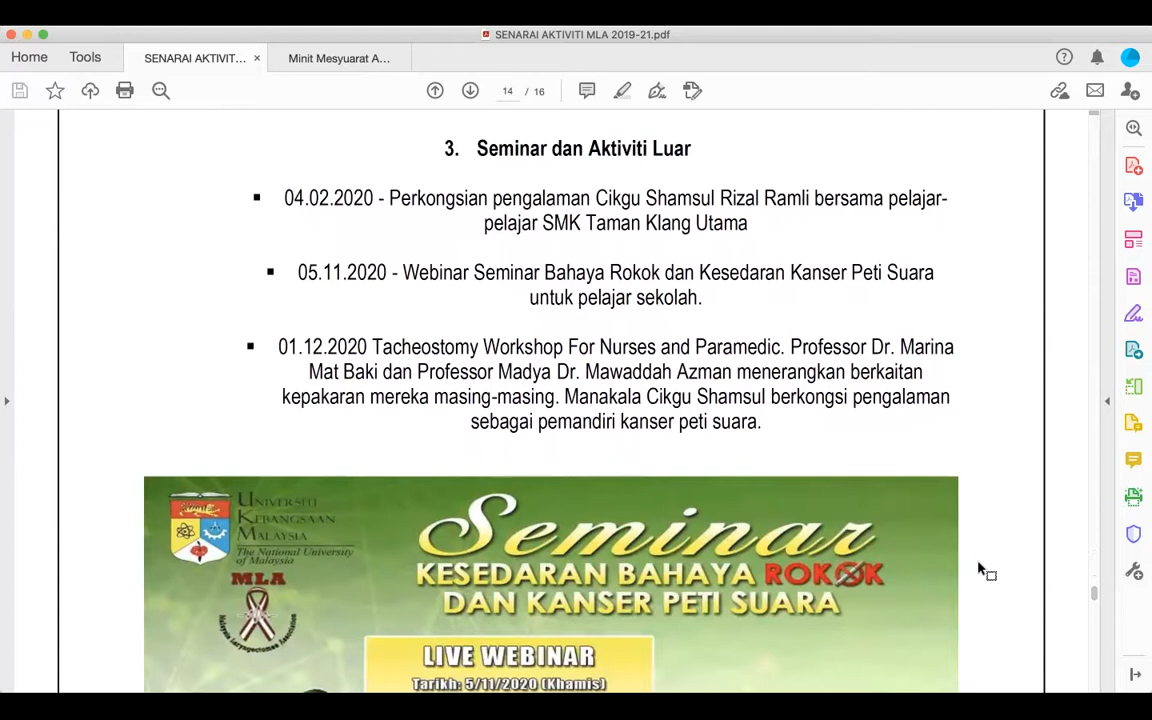 SENARAI AKTIVITI MLA 2019-21.pdf
Home Tools SENARAI AKTIVIT... × Minit Mesyuarat A...
14 / 16
3. Seminar dan Aktiviti Luar
▪ 04.02.2020 - Perkongsian pengalaman Cikgu Shamsul Rizal Ramli bersama pelajar-
pelajar SMK Taman Klang Utama
▪ 05.11.2020 - Webinar Seminar Bahaya Rokok dan Kesedaran Kanser Peti Suara
untuk pelajar sekolah.
▪ 01.12.2020 Tacheostomy Workshop For Nurses and Paramedic. Professor Dr. Marina
Mat Baki dan Professor Madya Dr. Mawaddah Azman menerangkan berkaitan
kepakaran mereka masing-masing. Manakala Cikgu Shamsul berkongsi pengalaman
sebagai pemandiri kanser peti suara.
UNIVERSITI
KEBANGSAAN
MALAYSIA
The National University
of Malaysia
MLA
Malaysia Laryngectomee Association
Seminar
KESEDARAN BAHAYA ROKOK
DAN KANSER PETI SUARA
LIVE WEBINAR
Tarikh: 5/11/2020 (Khamis)